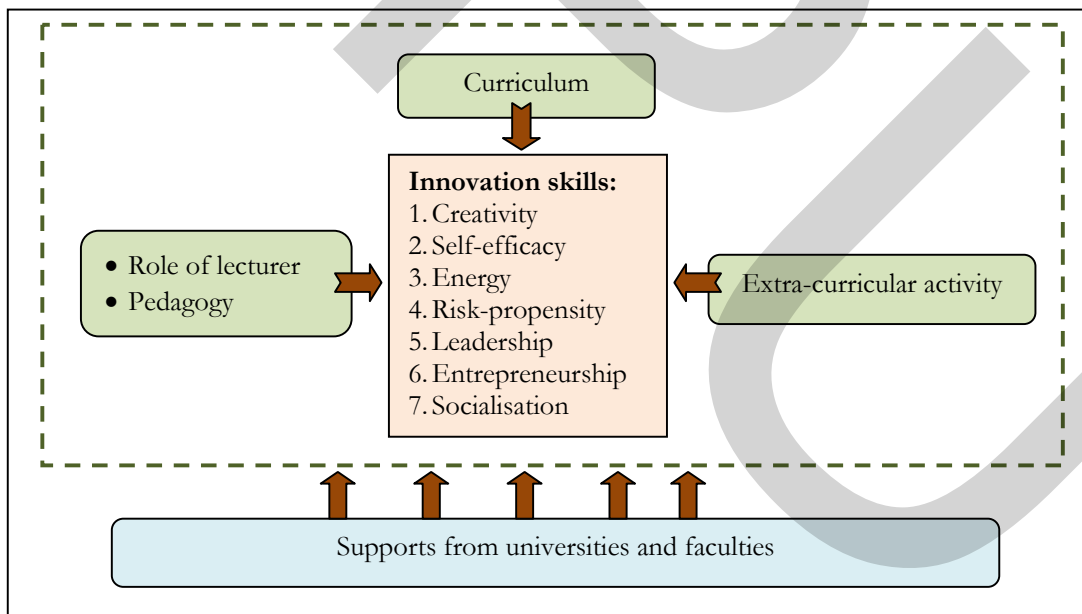 Curriculum
Innovation skills:
1. Creativity
2. Self-efficacy
3. Energy
4. Risk-propensity
5. Leadership
6. Entrepreneurship
7. Socialisation
• Role of lecturer
• Pedagogy
Extra-curricular activity
Supports from universities and faculties